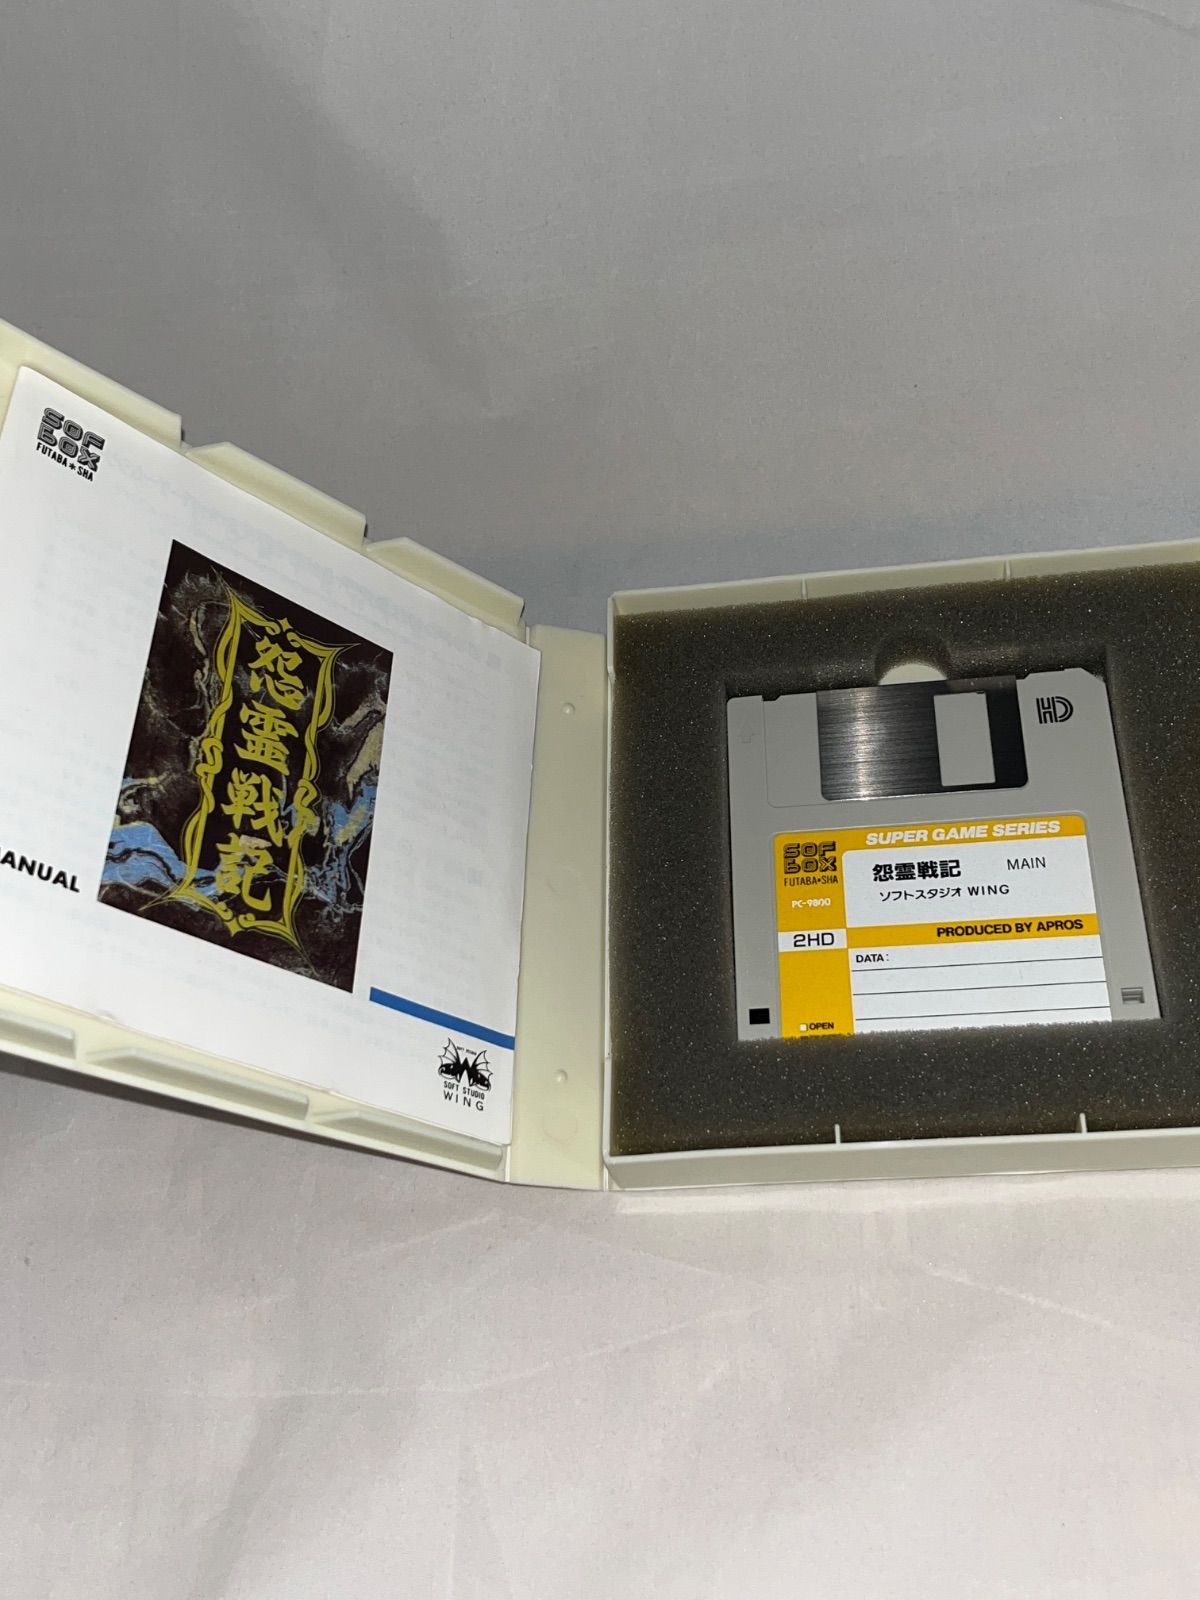 SOF
BOX
FUTABA★SHA
怨霊戦記
MANUAL
SOFT STUDIO
WING
HD
SUPER GAME SERIES
SOF
BOX
FUTABA★SHA
PC-9800
怨霊戦記 MAIN
ソフトスタジオ WING
2HD
PRODUCED BY APROS
DATA:
OPEN